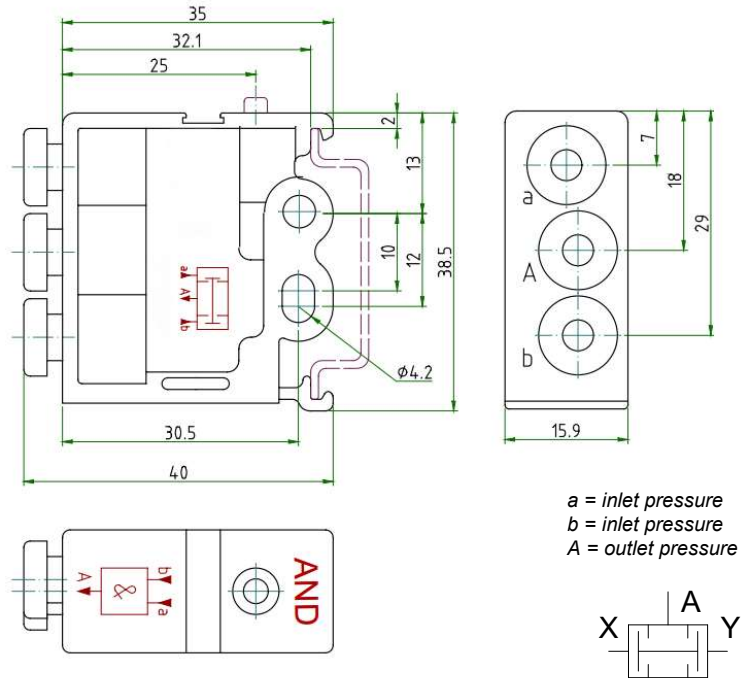 35
32.1
25
2
13
10
12
38.5
a
A
b
Φ4.2
30.5
40
7
18
29
a
A
b
15.9
a = inlet pressure
b = inlet pressure
A = outlet pressure
A
&
b
a
AND
A
X
Y